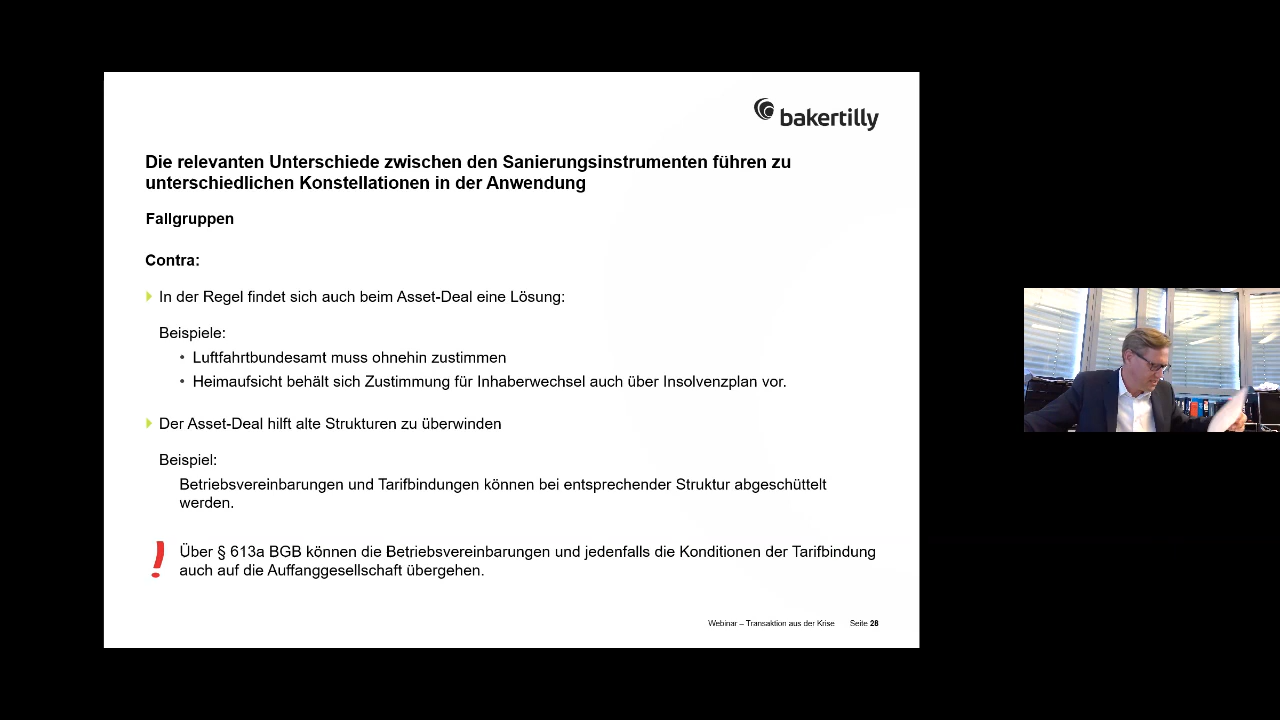 bakertilly
Die relevanten Unterschiede zwischen den Sanierungsinstrumenten führen zu
unterschiedlichen Konstellationen in der Anwendung
Fallgruppen
Contra:
In der Regel findet sich auch beim Asset-Deal eine Lösung:
Beispiele:
• Luftfahrtbundesamt muss ohnehin zustimmen
• Heimaufsicht behält sich Zustimmung für Inhaberwechsel auch über Insolvenzplan vor.
Der Asset-Deal hilft alte Strukturen zu überwinden
Beispiel:
Betriebsvereinbarungen und Tarifbindungen können bei entsprechender Struktur abgeschüttelt
werden.
! Über § 613a BGB können die Betriebsvereinbarungen und jedenfalls die Konditionen der Tarifbindung
auch auf die Auffanggesellschaft übergehen.
Webinar – Transaktion aus der Krise Seite 28